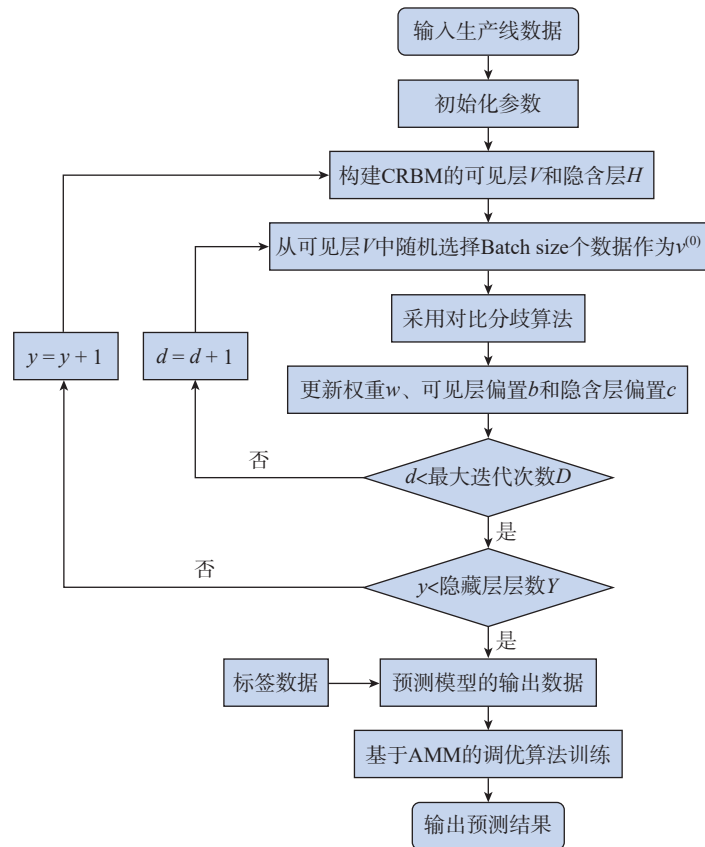 输入生产线数据
初始化参数
构建CRBM的可见层V和隐含层H
从可见层V中随机选择Batch size个数据作为v⁽⁰⁾
采用对比分歧算法
y = y + 1
d = d + 1
更新权重w、可见层偏置b和隐含层偏置c
否
d<最大迭代次数D
是
否
y<隐藏层层数Y
是
标签数据
预测模型的输出数据
基于AMM的调优算法训练
输出预测结果